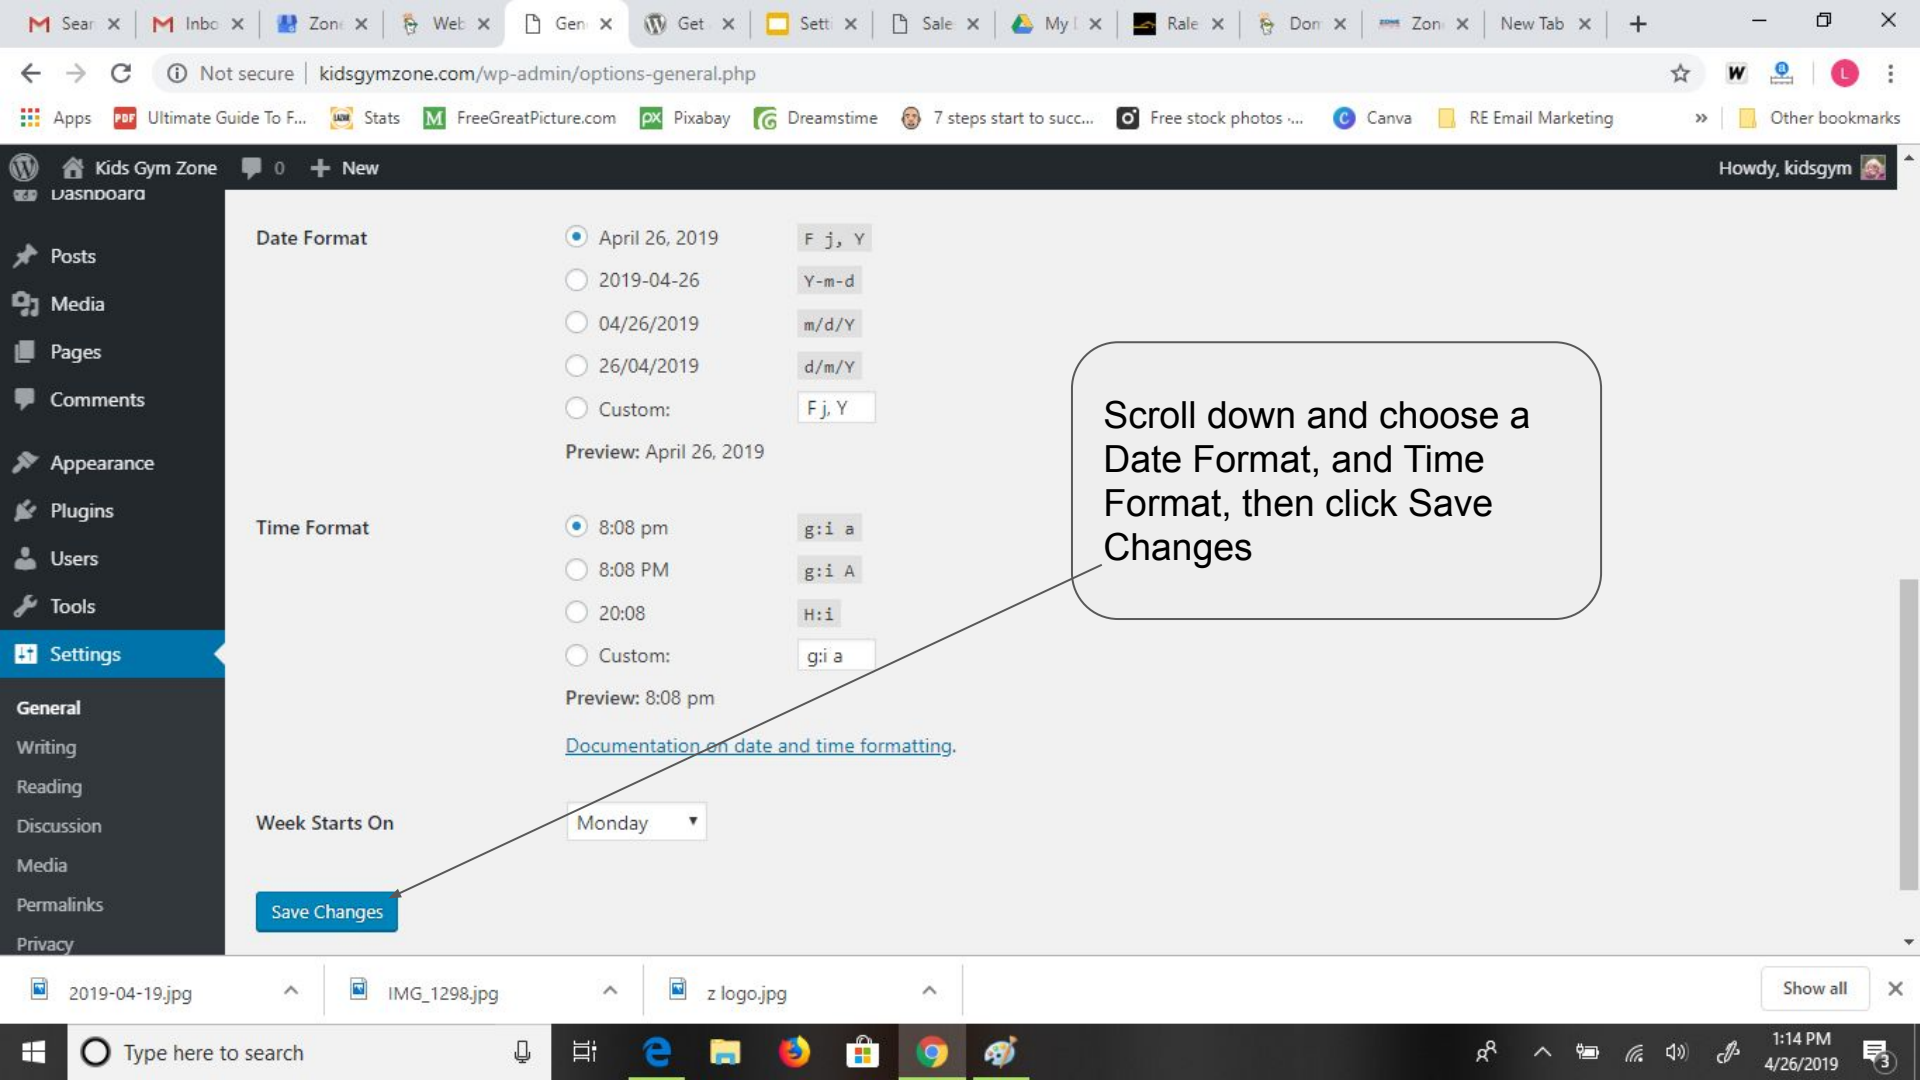 Sear
Inbo
Zon
Web
Gen
Get
Setti
Sale
My
Rale
Dom
Zon
New Tab
Not secure | kidsgymzone.com/wp-admin/options-general.php
W
L
Apps
PDF Ultimate Guide To F...
Stats
M FreeGreatPicture.com
px Pixabay
Dreamstime
7 steps start to succ...
Free stock photos -...
C Canva
RE Email Marketing
» Other bookmarks
Kids Gym Zone 0 + New
Howdy, kidsgym
Dashboard
Posts
Media
Pages
Comments
Appearance
Plugins
Users
Tools
Settings
General
Writing
Reading
Discussion
Media
Permalinks
Privacy
Date Format
April 26, 2019 F j, Y
2019-04-26 Y-m-d
04/26/2019 m/d/Y
26/04/2019 d/m/Y
Custom: F j, Y
Preview: April 26, 2019
Time Format
8:08 pm g:i a
8:08 PM g:i A
20:08 H:i
Custom: g:i a
Preview: 8:08 pm
Documentation on date and time formatting.
Week Starts On Monday
Save Changes
Scroll down and choose a
Date Format, and Time
Format, then click Save
Changes
2019-04-19.jpg
IMG_1298.jpg
z logo.jpg
Show all
Type here to search
1:14 PM
4/26/2019
3